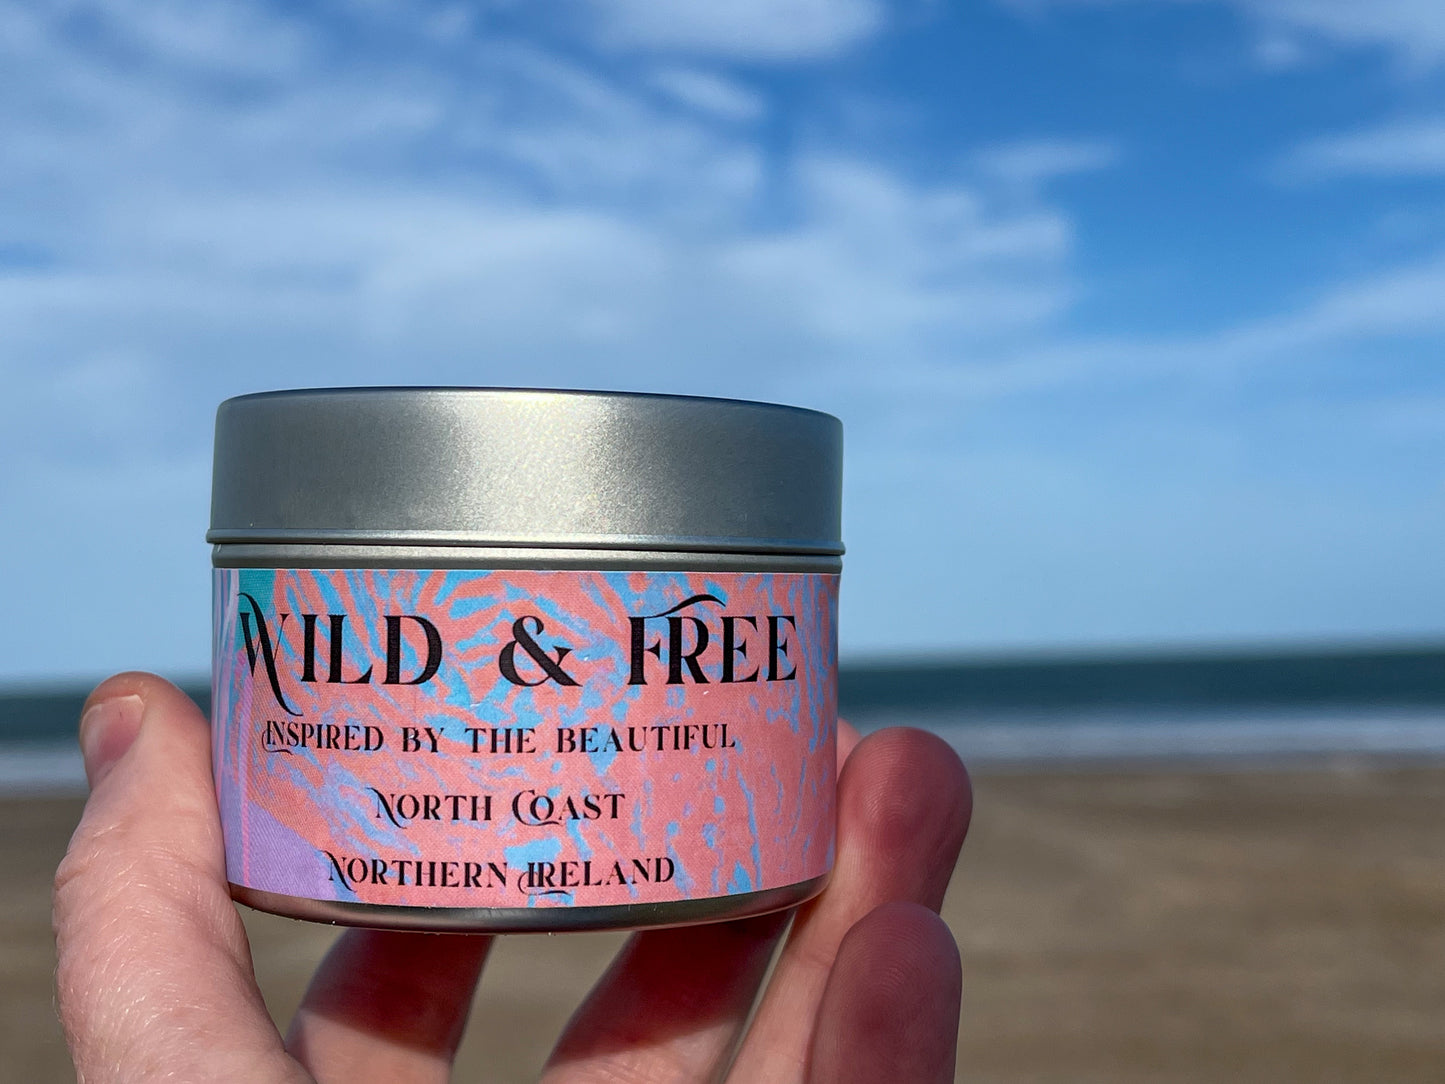 WILD & FREE
INSPIRED BY THE BEAUTIFUL
NORTH COAST
NORTHERN IRELAND